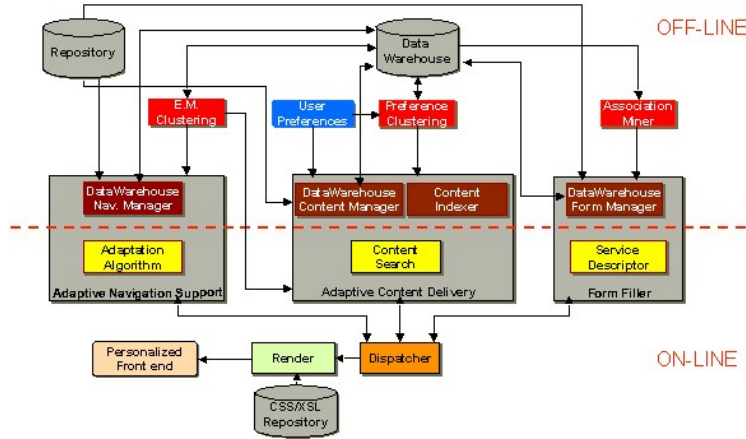 OFF-LINE
Repository
Data
Warehouse
E.M.
Clustering
User
Preferences
Preference
Clustering
Association
Miner
DataWarehouse
Nav. Manager
DataWarehouse
Content Manager
Content
Indexer
DataWarehouse
Form Manager
Adaptation
Algorithm
Content
Search
Service
Descriptor
Adaptive Navigation Support
Adaptive Content Delivery
Form Filler
Personalized
Front end
Render
Dispatcher
ON-LINE
CSS/XSL
Repository